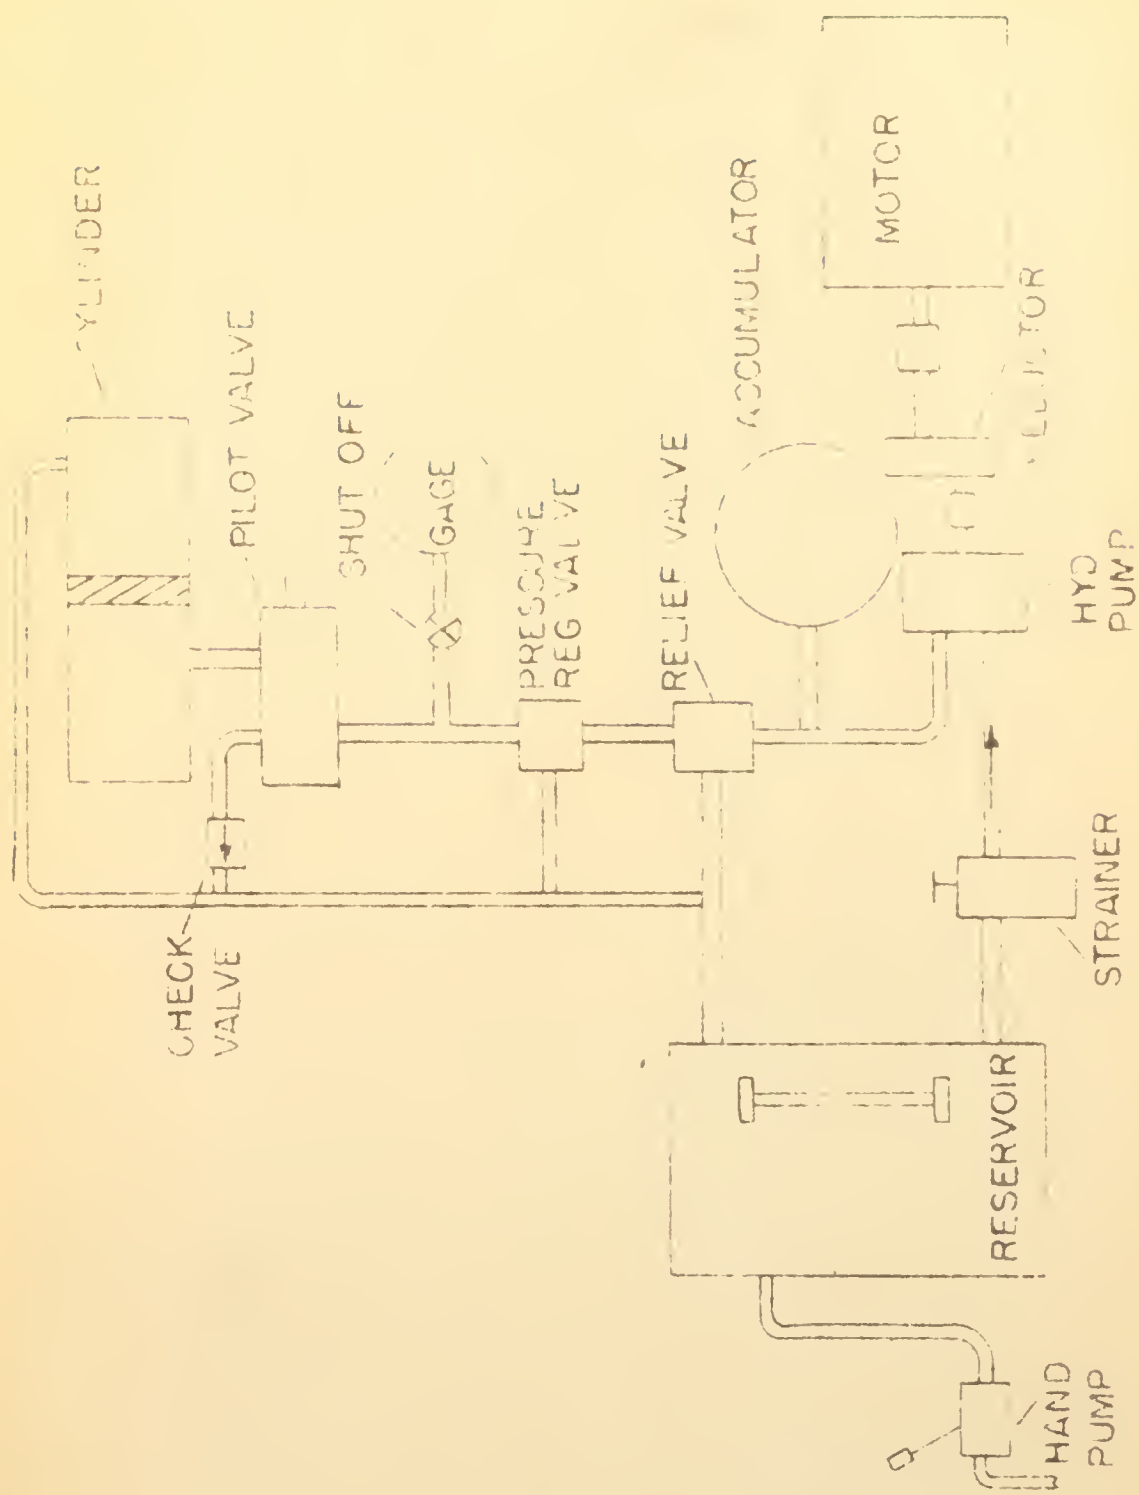 CYLINDER
CHECK
VALVE
PILOT VALVE
SHUT OFF
GAGE
PRESSURE
REG VALVE
RELIEF VALVE
ACCUMULATOR
MOTOR
RESERVOIR
HAND
PUMP
STRAINER
HYD
PUMP